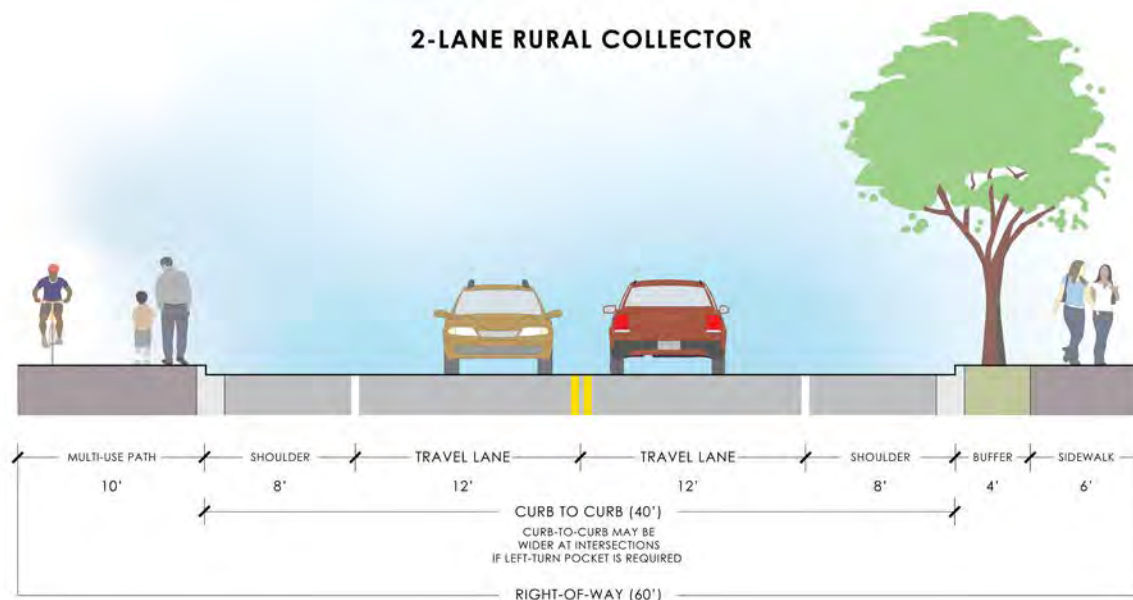 2-LANE RURAL COLLECTOR
MULTI-USE PATH SHOULDER TRAVEL LANE TRAVEL LANE SHOULDER BUFFER SIDEWALK
10' 8' 12' 12' 8' 4' 6'
CURB TO CURB (40')
CURB-TO-CURB MAY BE
WIDER AT INTERSECTIONS
IF LEFT-TURN POCKET IS REQUIRED
RIGHT-OF-WAY (60')